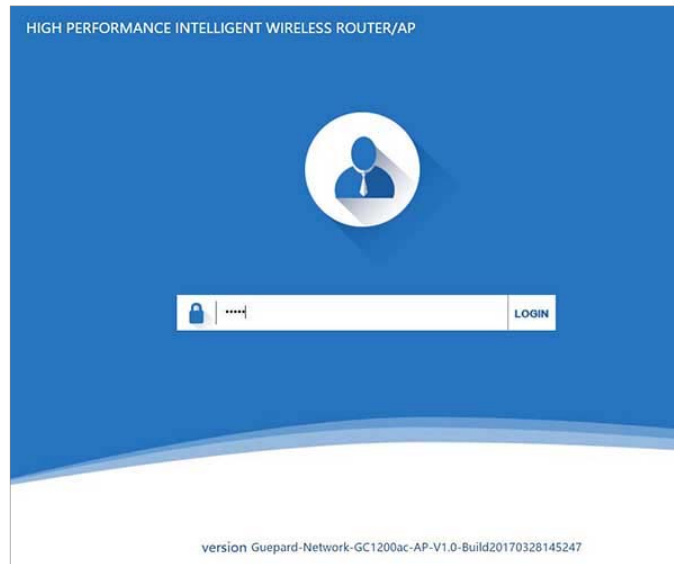 HIGH PERFORMANCE INTELLIGENT WIRELESS ROUTER/AP
•••••
LOGIN
version Guepard-Network-GC1200ac-AP-V1.0-Build20170328145247